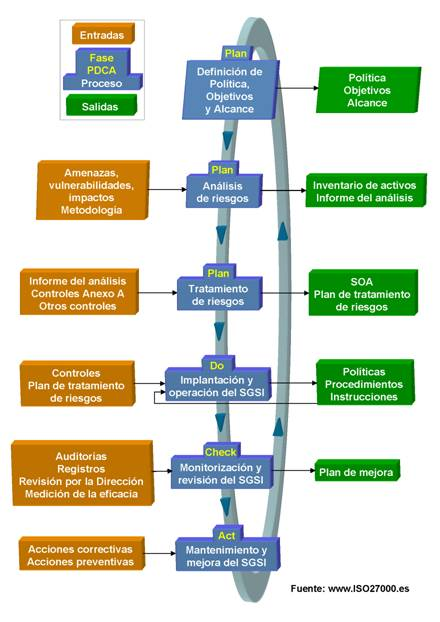 Entradas
Fase
PDCA
Proceso
Salidas
Plan
Definición de
Política,
Objetivos
y Alcance
Política
Objetivos
Alcance
Amenazas,
vulnerabilidades,
impactos
Metodología
Plan
Análisis
de riesgos
Inventario de activos
Informe del análisis
Informe del análisis
Controles Anexo A
Otros controles
Plan
Tratamiento
de riesgos
SOA
Plan de tratamiento
de riesgos
Controles
Plan de tratamiento
de riesgos
Do
Implantación y
operación del SGSI
Políticas
Procedimientos
Instrucciones
Auditorias
Registros
Revisión por la Dirección
Medición de la eficacia
Check
Monitorización y
revisión del SGSI
Plan de mejora
Acciones correctivas
Acciones preventivas
Act
Mantenimiento y
mejora del SGSI
Fuente: www.ISO27000.es